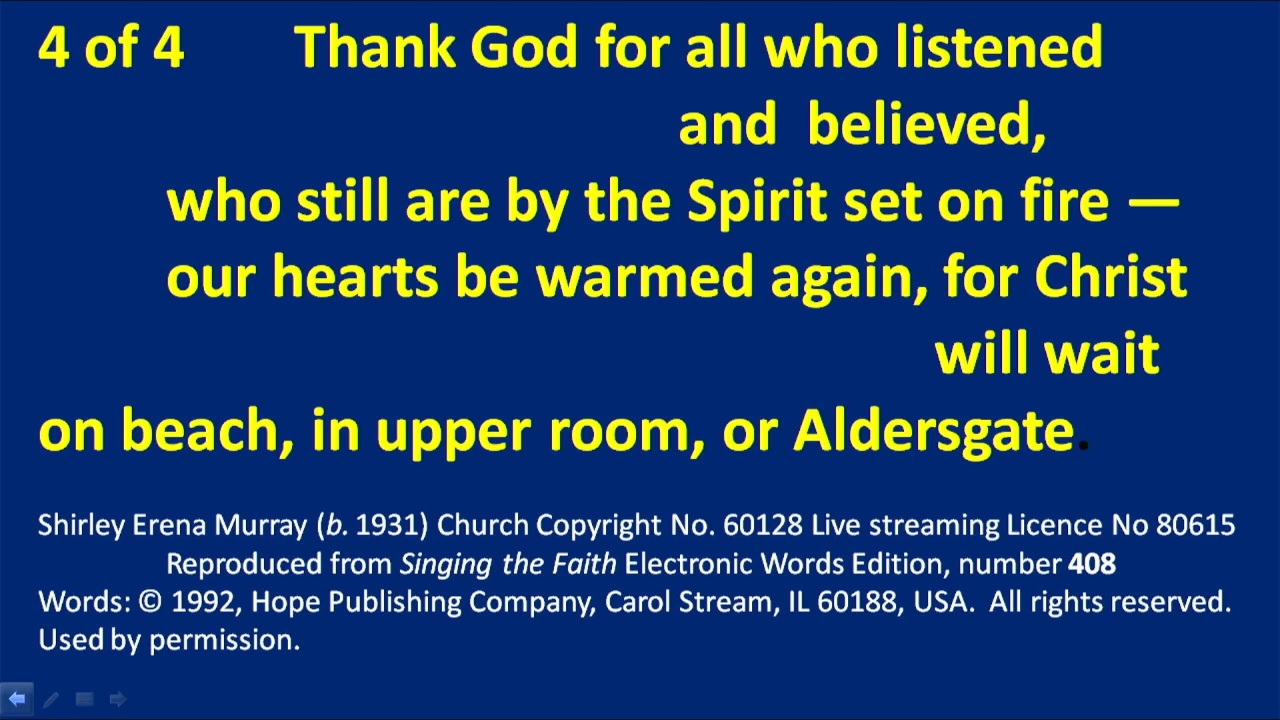 4 of 4 Thank God for all who listened
and believed,
who still are by the Spirit set on fire —
our hearts be warmed again, for Christ
will wait
on beach, in upper room, or Aldersgate.
Shirley Erena Murray (b. 1931) Church Copyright No. 60128 Live streaming Licence No 80615
Reproduced from Singing the Faith Electronic Words Edition, number 408
Words: © 1992, Hope Publishing Company, Carol Stream, IL 60188, USA. All rights reserved.
Used by permission.